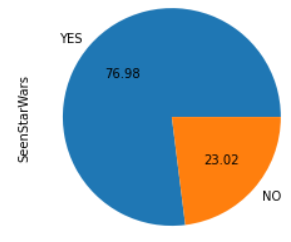 YES
76.98
SeenStarWars
23.02
NO